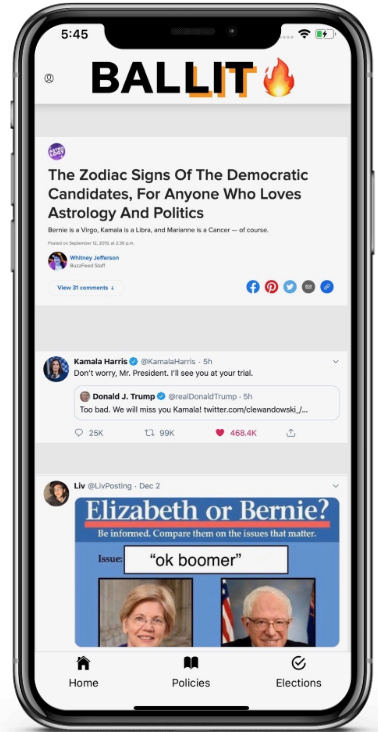 5:45
BALLIT
The Zodiac Signs Of The Democratic
Candidates, For Anyone Who Loves
Astrology And Politics
Bernie is a Virgo, Kamala is a Libra, and Marianne is a Cancer — of course.
Posted on September 12, 2019, at 2:38 p.m.
Whitney Jefferson
BuzzFeed Staff
View 31 comments ↓
Kamala Harris @KamalaHarris · 5h
Don't worry, Mr. President. I'll see you at your trial.
Donald J. Trump @realDonaldTrump · 5h
Too bad. We will miss you Kamala! twitter.com/clewandowski_/...
25K 99K 468.4K
Liv @LivPosting · Dec 2
Elizabeth or Bernie?
Be informed. Compare them on the issues that matter.
Issue: "ok boomer"
Home Policies Elections